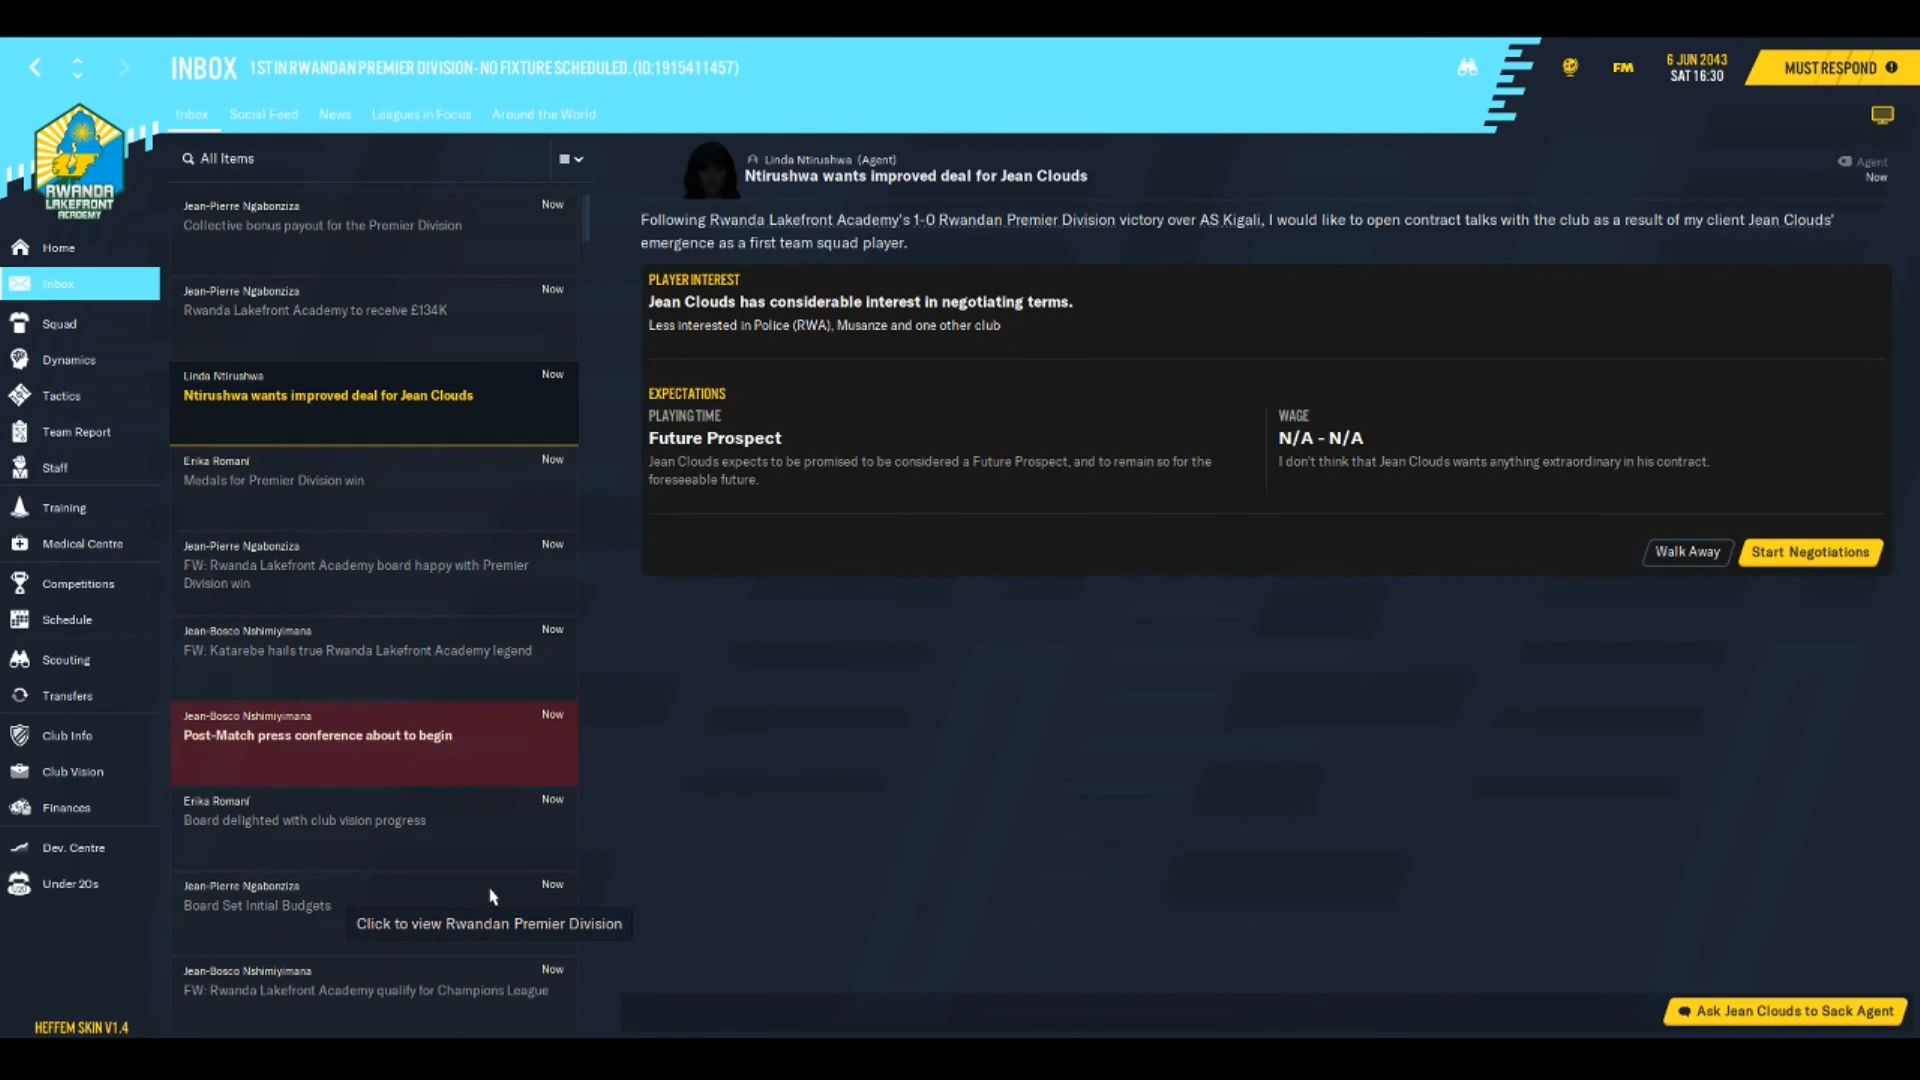 INBOX
1ST IN RWANDAN PREMIER DIVISION - NO FIXTURE SCHEDULED. (ID:1915411457)
FM
6 JUN 2043
SAT 16:30
MUST RESPOND
Inbox
Social Feed
News
Leagues in Focus
Around the World
RWANDA
LAKEFRONT
ACADEMY
Home
Inbox
Squad
Dynamics
Tactics
Team Report
Staff
Training
Medical Centre
Competitions
Schedule
Scouting
Transfers
Club Info
Club Vision
Finances
Dev. Centre
Under 20s
HEFFEM SKIN V1.4
All Items
Jean-Pierre Ngabonziza
Now
Collective bonus payout for the Premier Division
Jean-Pierre Ngabonziza
Now
Rwanda Lakefront Academy to receive £134K
Linda Ntirushwa
Now
Ntirushwa wants improved deal for Jean Clouds
Erika Romaní
Now
Medals for Premier Division win
Jean-Pierre Ngabonziza
Now
FW: Rwanda Lakefront Academy board happy with Premier
Division win
Jean-Bosco Nshimiyimana
Now
FW: Katarebe hails true Rwanda Lakefront Academy legend
Jean-Bosco Nshimiyimana
Now
Post-Match press conference about to begin
Erika Romaní
Now
Board delighted with club vision progress
Jean-Pierre Ngabonziza
Now
Board Set Initial Budgets
Click to view Rwandan Premier Division
Jean-Bosco Nshimiyimana
Now
FW: Rwanda Lakefront Academy qualify for Champions League
Linda Ntirushwa (Agent)
Ntirushwa wants improved deal for Jean Clouds
Agent
Now
Following Rwanda Lakefront Academy's 1-0 Rwandan Premier Division victory over AS Kigali, I would like to open contract talks with the club as a result of my client Jean Clouds'
emergence as a first team squad player.
PLAYER INTEREST
Jean Clouds has considerable interest in negotiating terms.
Less interested in Police (RWA), Musanze and one other club
EXPECTATIONS
PLAYING TIME
Future Prospect
Jean Clouds expects to be promised to be considered a Future Prospect, and to remain so for the
foreseeable future.
WAGE
N/A - N/A
I don't think that Jean Clouds wants anything extraordinary in his contract.
Walk Away
Start Negotiations
Ask Jean Clouds to Sack Agent